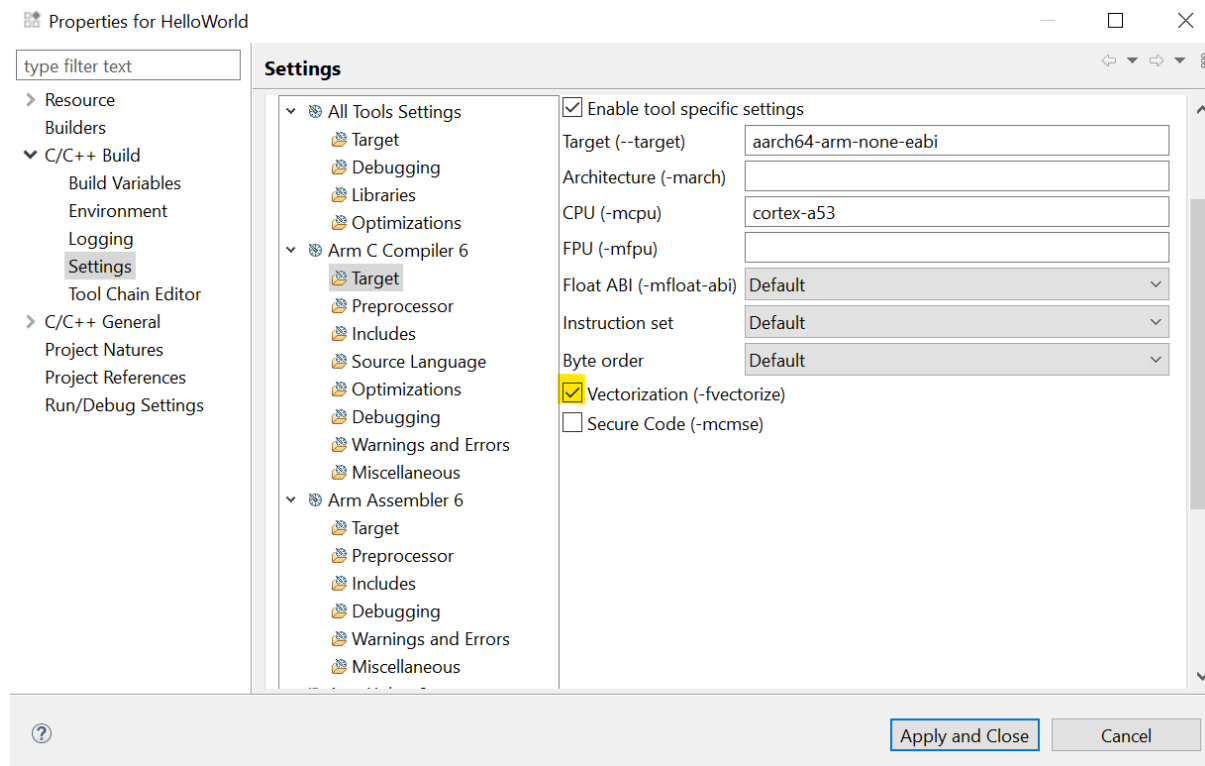 Properties for HelloWorld
type filter text
Resource
Builders
C/C++ Build
Build Variables
Environment
Logging
Settings
Tool Chain Editor
C/C++ General
Project Natures
Project References
Run/Debug Settings
Settings
All Tools Settings
Target
Debugging
Libraries
Optimizations
Arm C Compiler 6
Target
Preprocessor
Includes
Source Language
Optimizations
Debugging
Warnings and Errors
Miscellaneous
Arm Assembler 6
Target
Preprocessor
Includes
Debugging
Warnings and Errors
Miscellaneous
Enable tool specific settings
Target (--target) aarch64-arm-none-eabi
Architecture (-march)
CPU (-mcpu) cortex-a53
FPU (-mfpu)
Float ABI (-mfloat-abi) Default
Instruction set Default
Byte order Default
Vectorization (-fvectorize)
Secure Code (-mcmse)
Apply and Close
Cancel